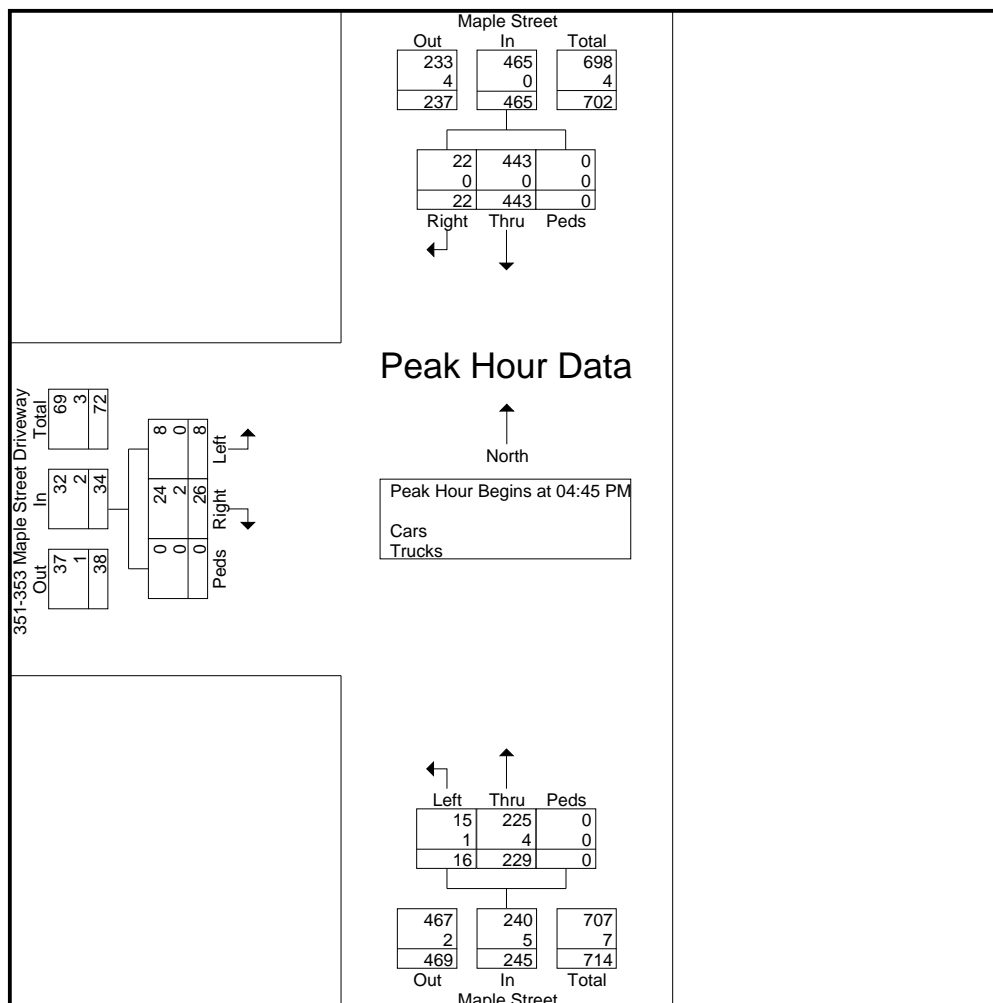 Maple Street
Out In Total
233 465 698
4 0 4
237 465 702
22 443 0
0 0 0
22 443 0
Right Thru Peds
Peak Hour Data
North
Peak Hour Begins at 04:45 PM
Cars
Trucks
351-353 Maple Street Driveway
Out In Total
37 32 69
1 2 3
38 34 72
0 24 8
0 2 0
0 26 8
Peds Right Left
Left Thru Peds
15 225 0
1 4 0
16 229 0
467 240 707
2 5 7
469 245 714
Out In Total
Maple Street